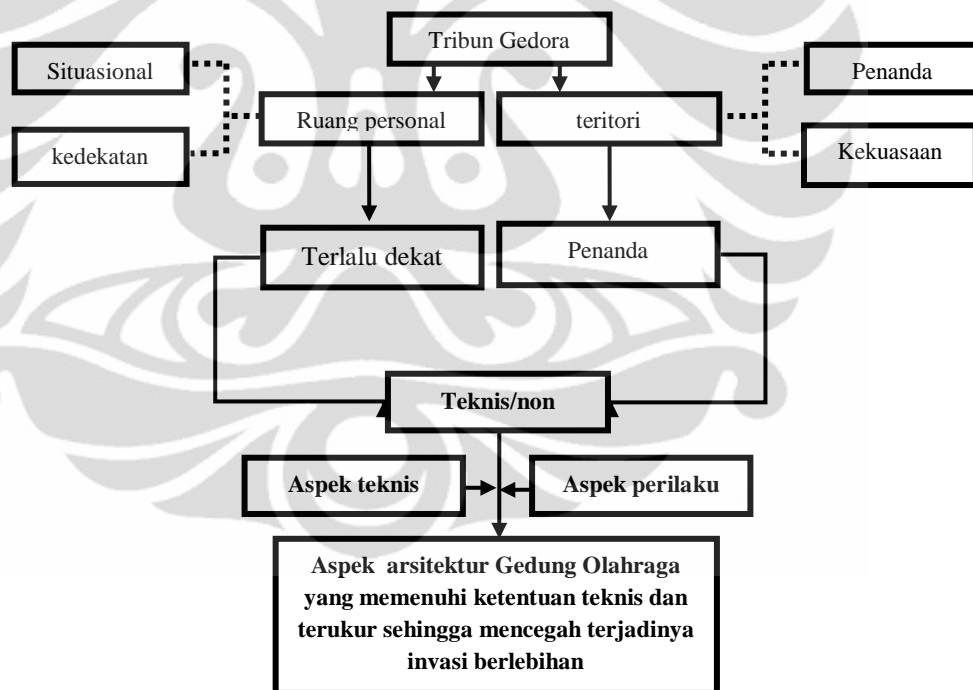 Tribun Gedora
Situasional
Penanda
Ruang personal
teritori
kedekatan
Kekuasaan
Terlalu dekat
Penanda
Teknis/non
Aspek teknis
Aspek perilaku
Aspek arsitektur Gedung Olahraga
yang memenuhi ketentuan teknis dan
terukur sehingga mencegah terjadinya
invasi berlebihan